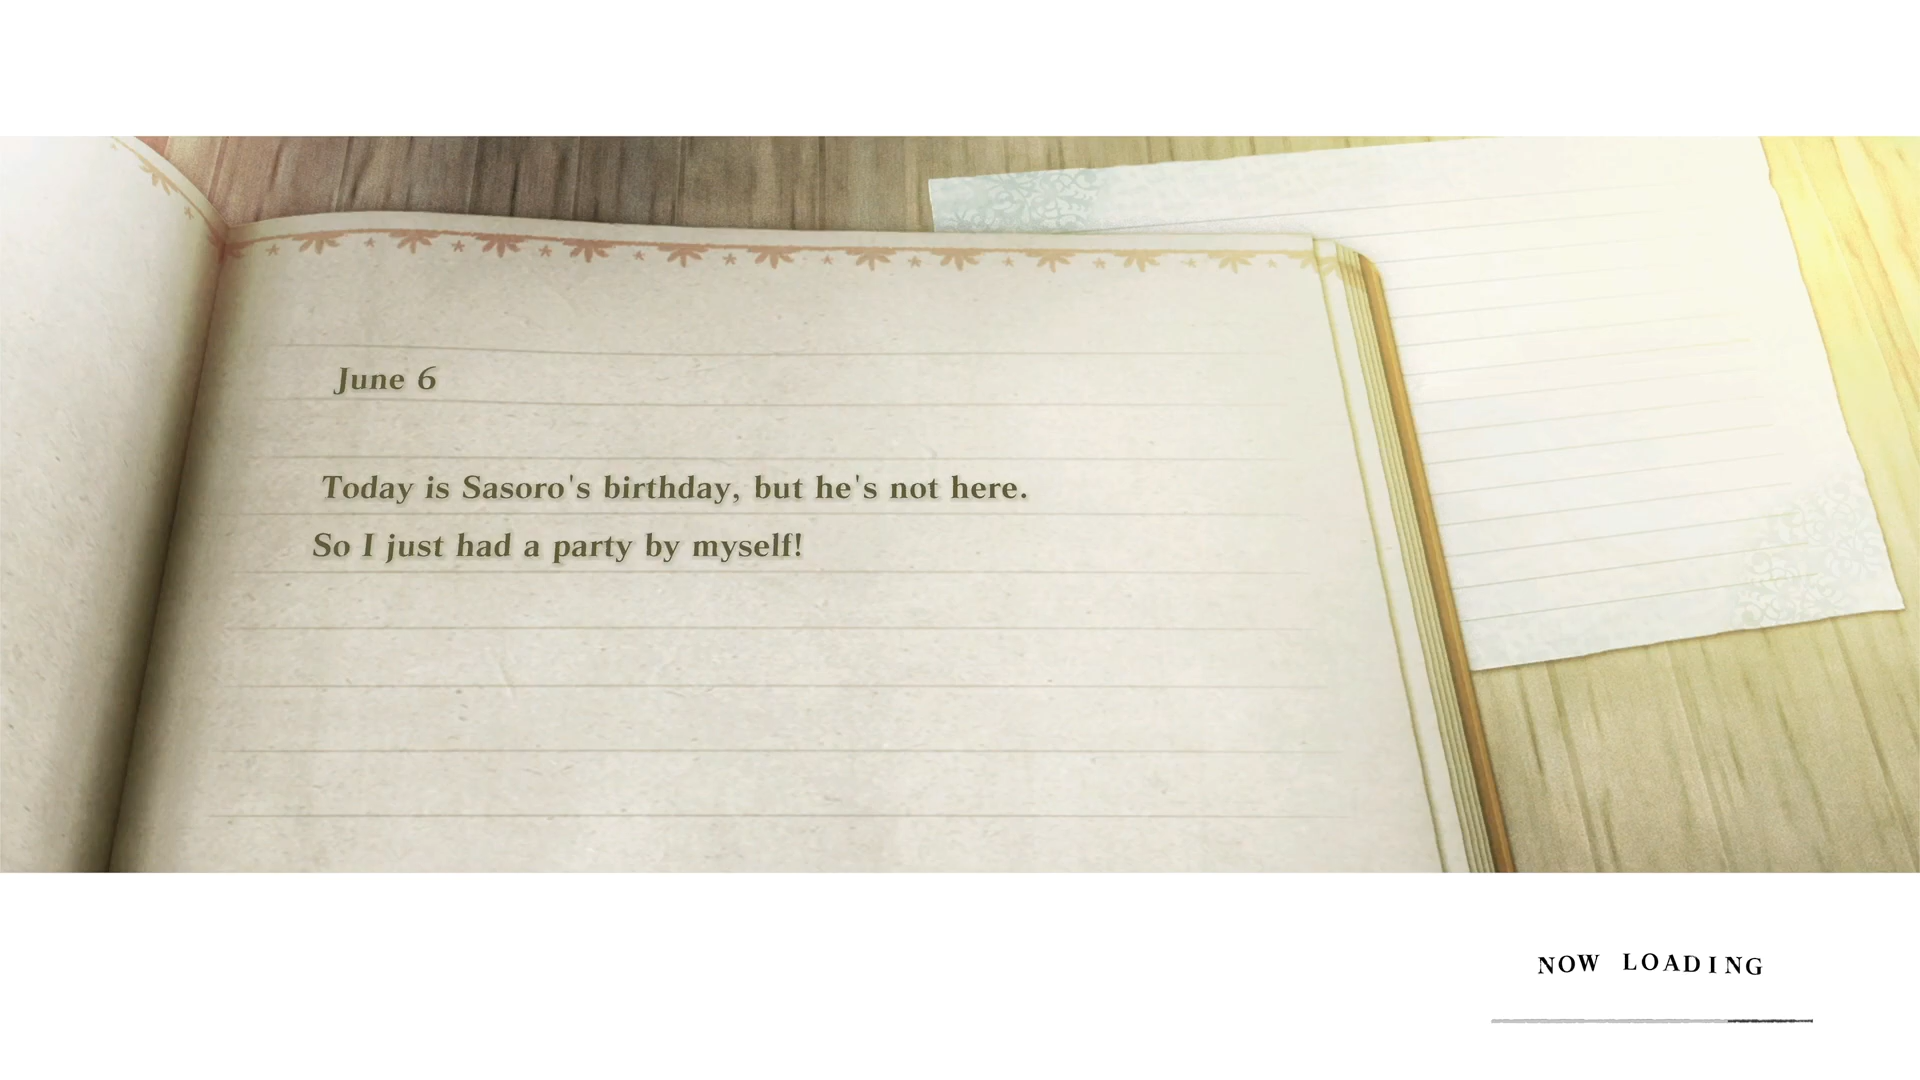 June 6
Today is Sasoro's birthday, but he's not here.
So I just had a party by myself!
NOW LOADING